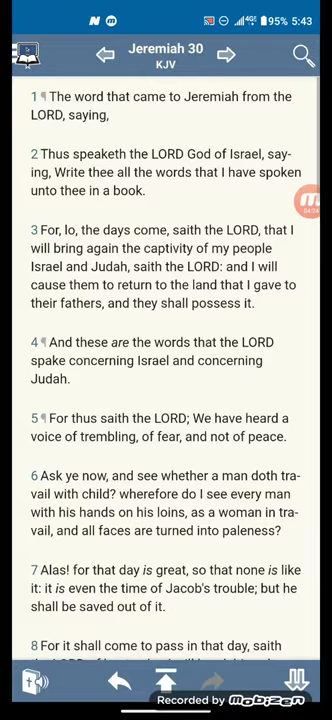 N m 4G 95% 5:43
Jeremiah 30
KJV
1 ¶ The word that came to Jeremiah from the
LORD, saying,
2 Thus speaketh the LORD God of Israel, say-
ing, Write thee all the words that I have spoken
unto thee in a book.
3 For, lo, the days come, saith the LORD, that I
will bring again the captivity of my people
Israel and Judah, saith the LORD: and I will
cause them to return to the land that I gave to
their fathers, and they shall possess it.
4 ¶ And these are the words that the LORD
spake concerning Israel and concerning
Judah.
5 ¶ For thus saith the LORD; We have heard a
voice of trembling, of fear, and not of peace.
6 Ask ye now, and see whether a man doth tra-
vail with child? wherefore do I see every man
with his hands on his loins, as a woman in tra-
vail, and all faces are turned into paleness?
7 Alas! for that day is great, so that none is like
it: it is even the time of Jacob's trouble; but he
shall be saved out of it.
8 For it shall come to pass in that day, saith
Recorded by mobizen